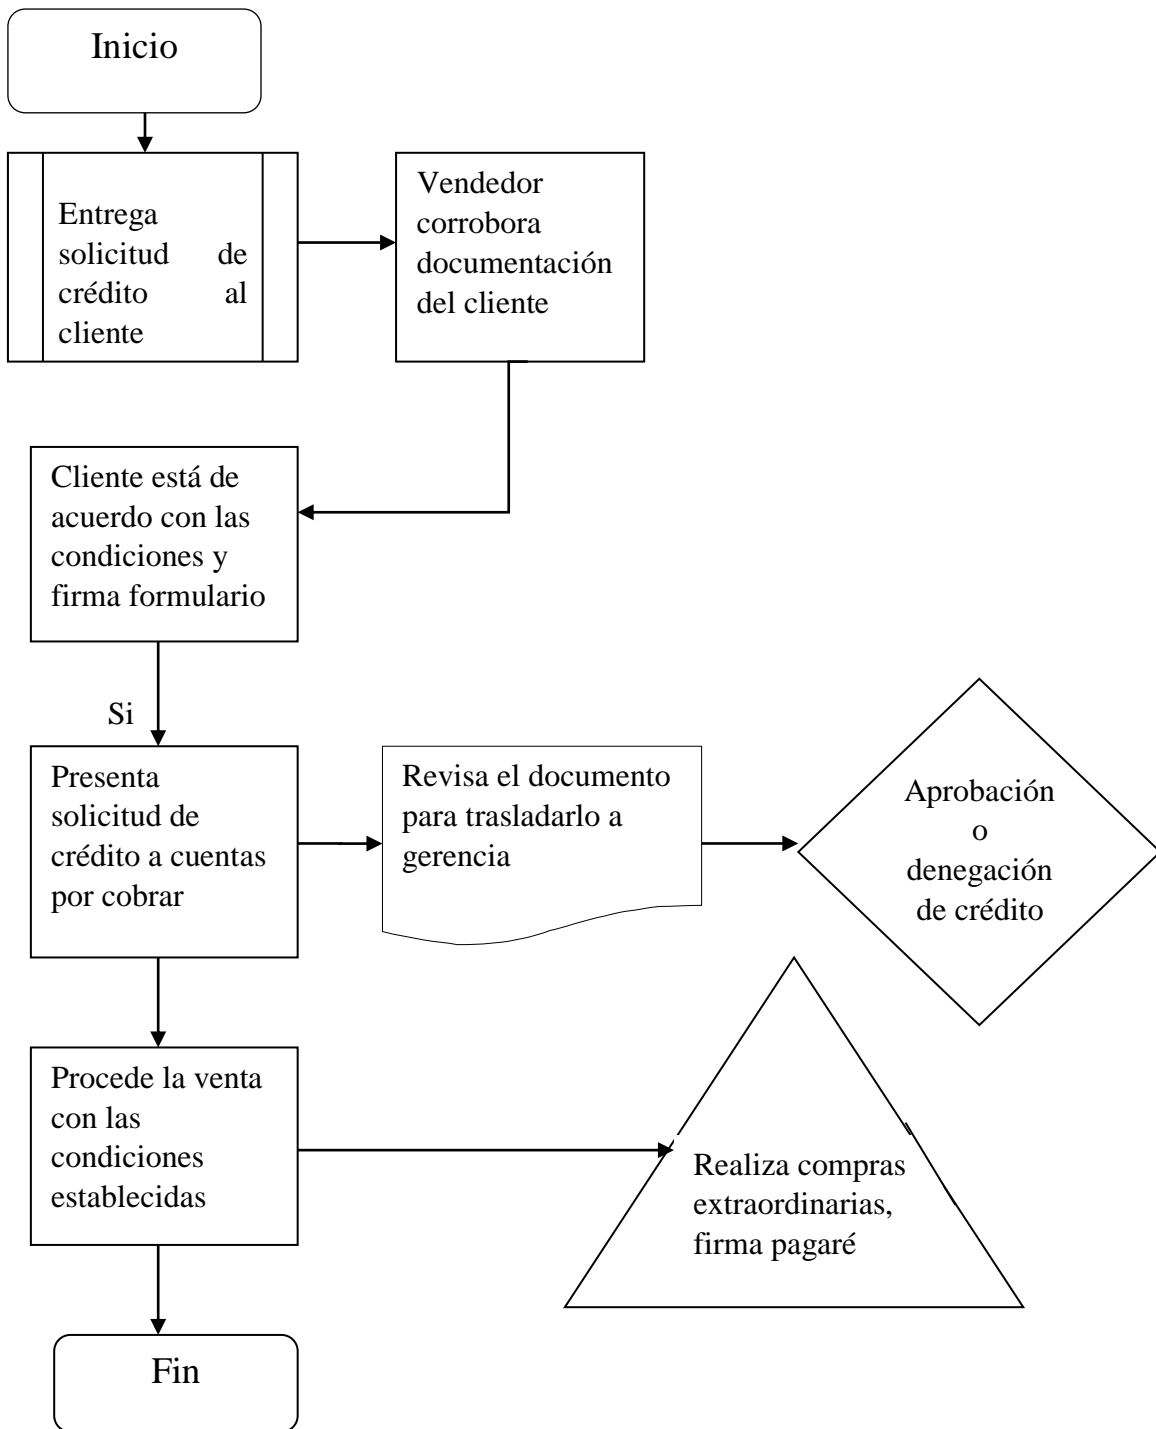 Inicio
Entrega
solicitud de
crédito al
cliente
Vendedor
corrobora
documentación
del cliente
Cliente está de
acuerdo con las
condiciones y
firma formulario
Si
Presenta
solicitud de
crédito a cuentas
por cobrar
Revisa el documento
para trasladarlo a
gerencia
Aprobación
o
denegación
de crédito
Procede la venta
con las
condiciones
establecidas
Realiza compras
extraordinarias,
firma pagaré
Fin